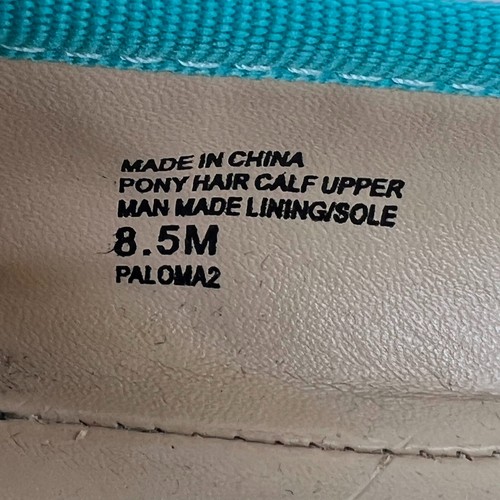 MADE IN CHINA
PONY HAIR CALF UPPER
MAN MADE LINING/SOLE
8.5M
PALOMA2